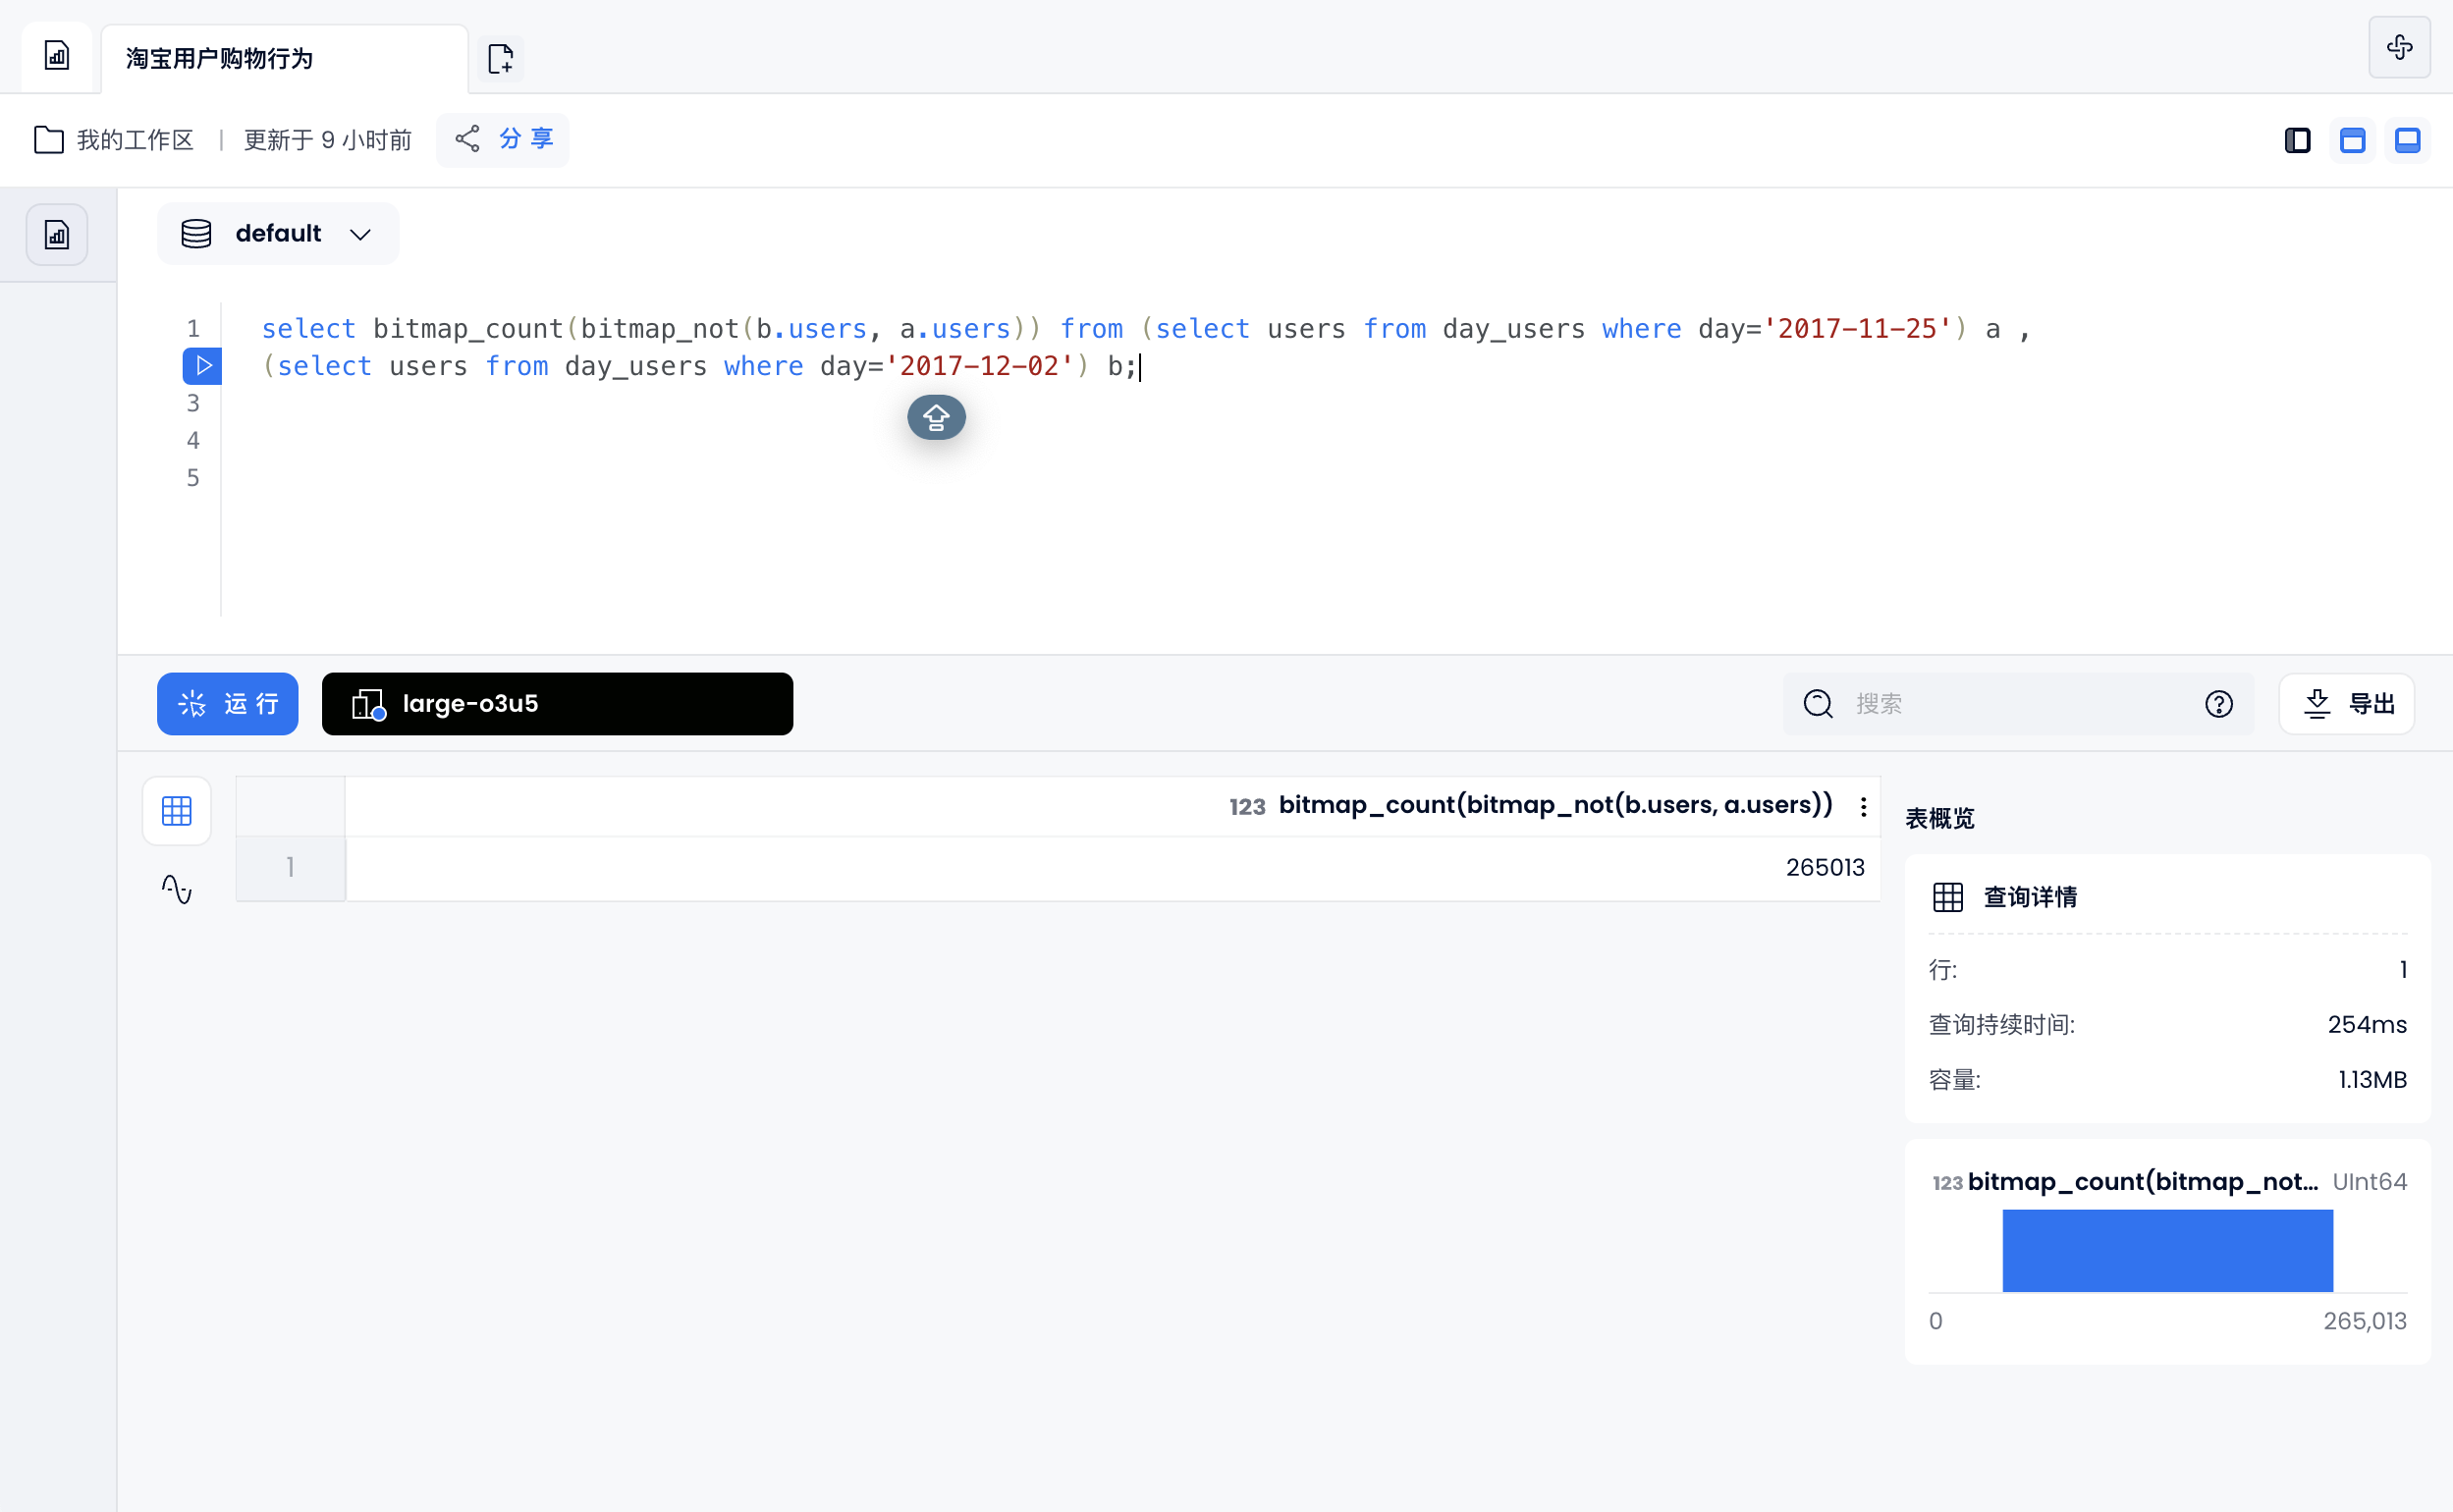 淘宝用户购物行为
我的工作区 | 更新于 9 小时前 分 享
default
1 select bitmap_count(bitmap_not(b.users, a.users)) from (select users from day_users where day='2017-11-25') a ,
(select users from day_users where day='2017-12-02') b;
3
4
5
运 行 large-o3u5 搜索 导出
123 bitmap_count(bitmap_not(b.users, a.users))
1 265013
表概览
查询详情
行: 1
查询持续时间: 254ms
容量: 1.13MB
123 bitmap_count(bitmap_not... UInt64
0 265,013